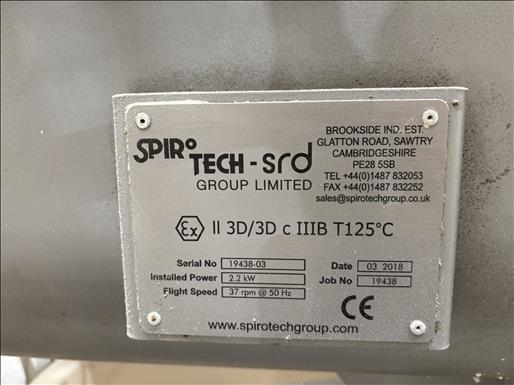 SPIRO TECH - srd
GROUP LIMITED
BROOKSIDE IND. EST.
GLATTON ROAD, SAWTRY
CAMBRIDGESHIRE
PE28 5SB
TEL +44(0)1487 832053
FAX +44(0)1487 832252
sales@spirotechgroup.co.uk
Ex II 3D/3D c IIIB T125°C
Serial No 19438-03
Installed Power 2.2 kW
Flight Speed 37 rpm @ 50 Hz
Date 03 2018
Job No 19438
CE
www.spirotechgroup.com